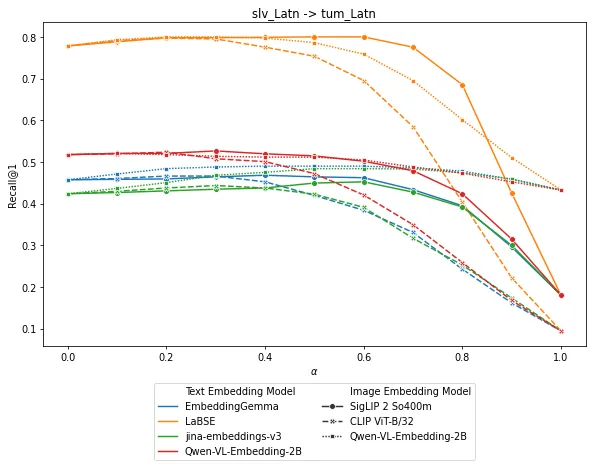 slv_Latn -> tum_Latn
0.8
0.7
0.6
0.5
0.4
0.3
0.2
0.1
Recall@1
0.0 0.2 0.4 0.6 0.8 1.0
α
Text Embedding Model Image Embedding Model
EmbeddingGemma SigLIP 2 So400m
LaBSE CLIP ViT-B/32
jina-embeddings-v3 Qwen-VL-Embedding-2B
Qwen-VL-Embedding-2B